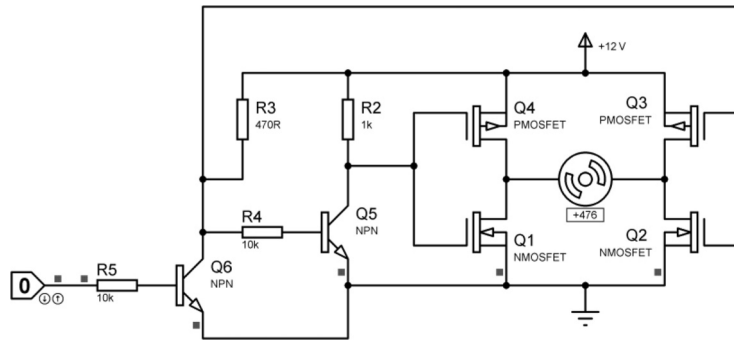 +12 V
R3
470R
R2
1k
Q4
PMOSFET
Q3
PMOSFET
+476
R4
10k
Q5
NPN
Q1
NMOSFET
Q2
NMOSFET
0
R5
10k
Q6
NPN